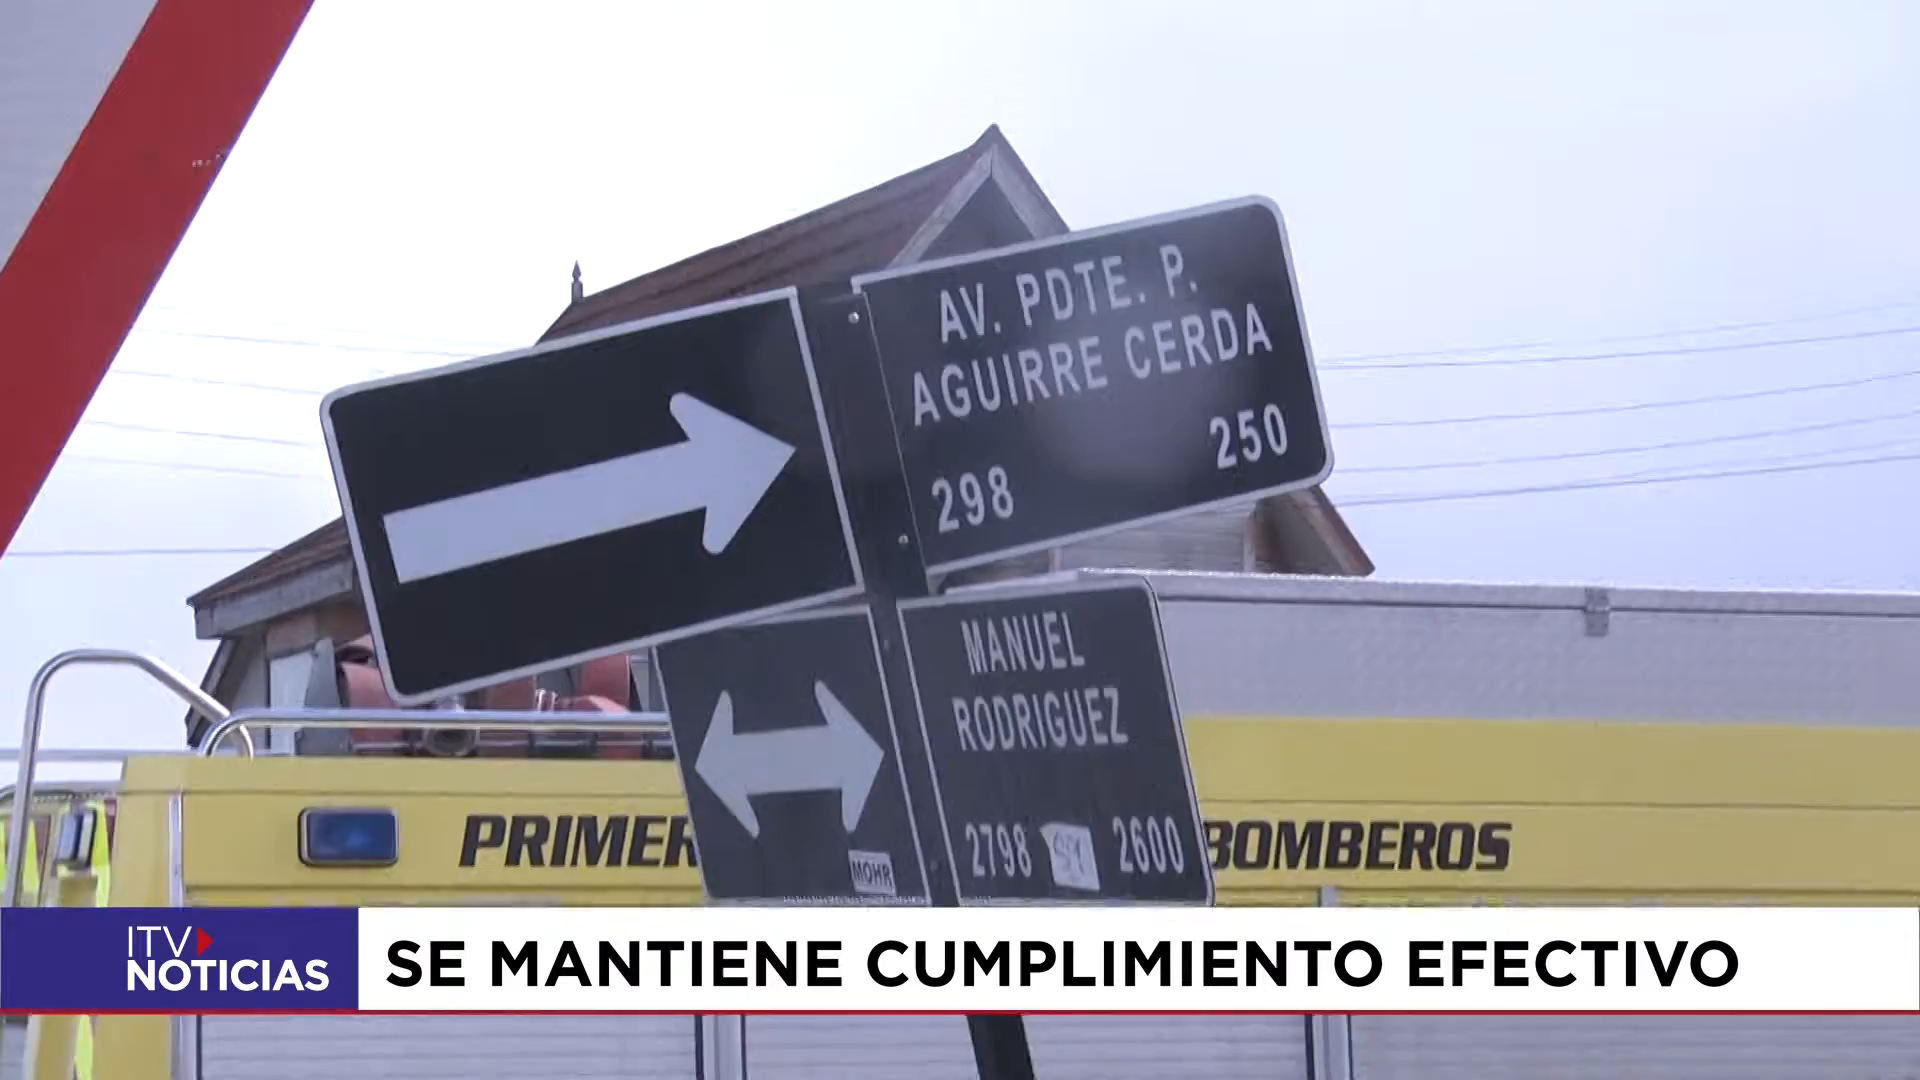 AV. PDTE. P.
AGUIRRE CERDA
298 250
MANUEL
RODRIGUEZ
2798 2600
MOHR
PRIMER
BOMBEROS
ITV
NOTICIAS
SE MANTIENE CUMPLIMIENTO EFECTIVO